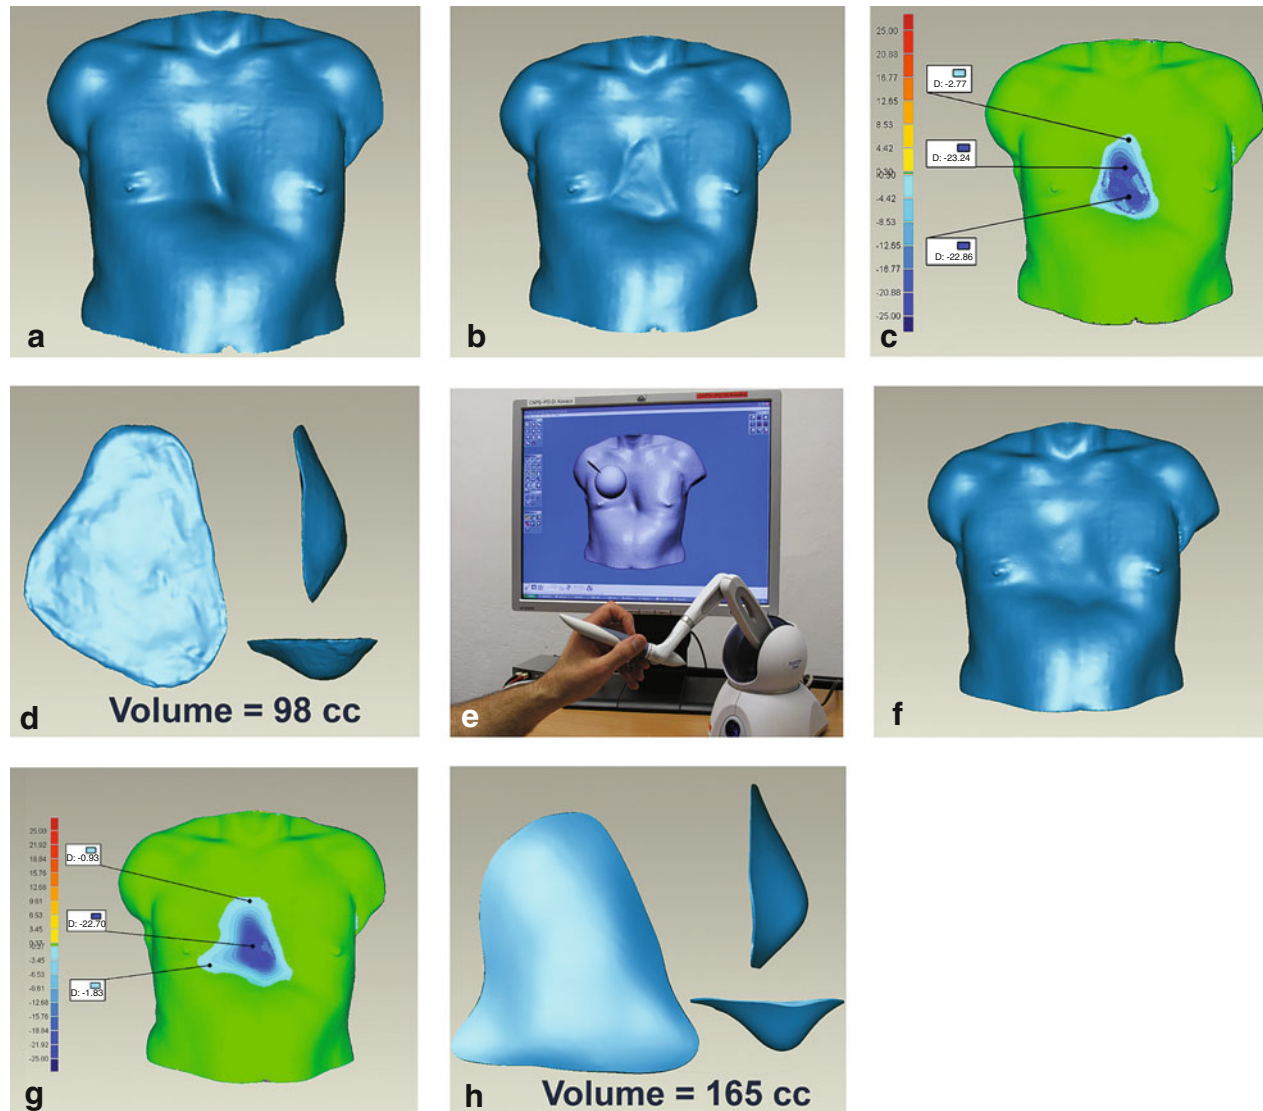 a
b
25.00
20.88
16.77
12.65
8.53
4.42
-4.42
-8.53
-12.65
-16.77
-20.88
-25.00
D: -2.77
D: -23.24
D: -22.86
c
Volume = 98 cc
d
e
f
25.00
21.92
18.84
15.76
12.68
9.61
6.53
3.45
-3.45
-6.53
-9.61
-12.68
-15.76
-18.84
-21.92
-25.00
D: -0.93
D: -22.70
D: -1.83
g
Volume = 165 cc
h